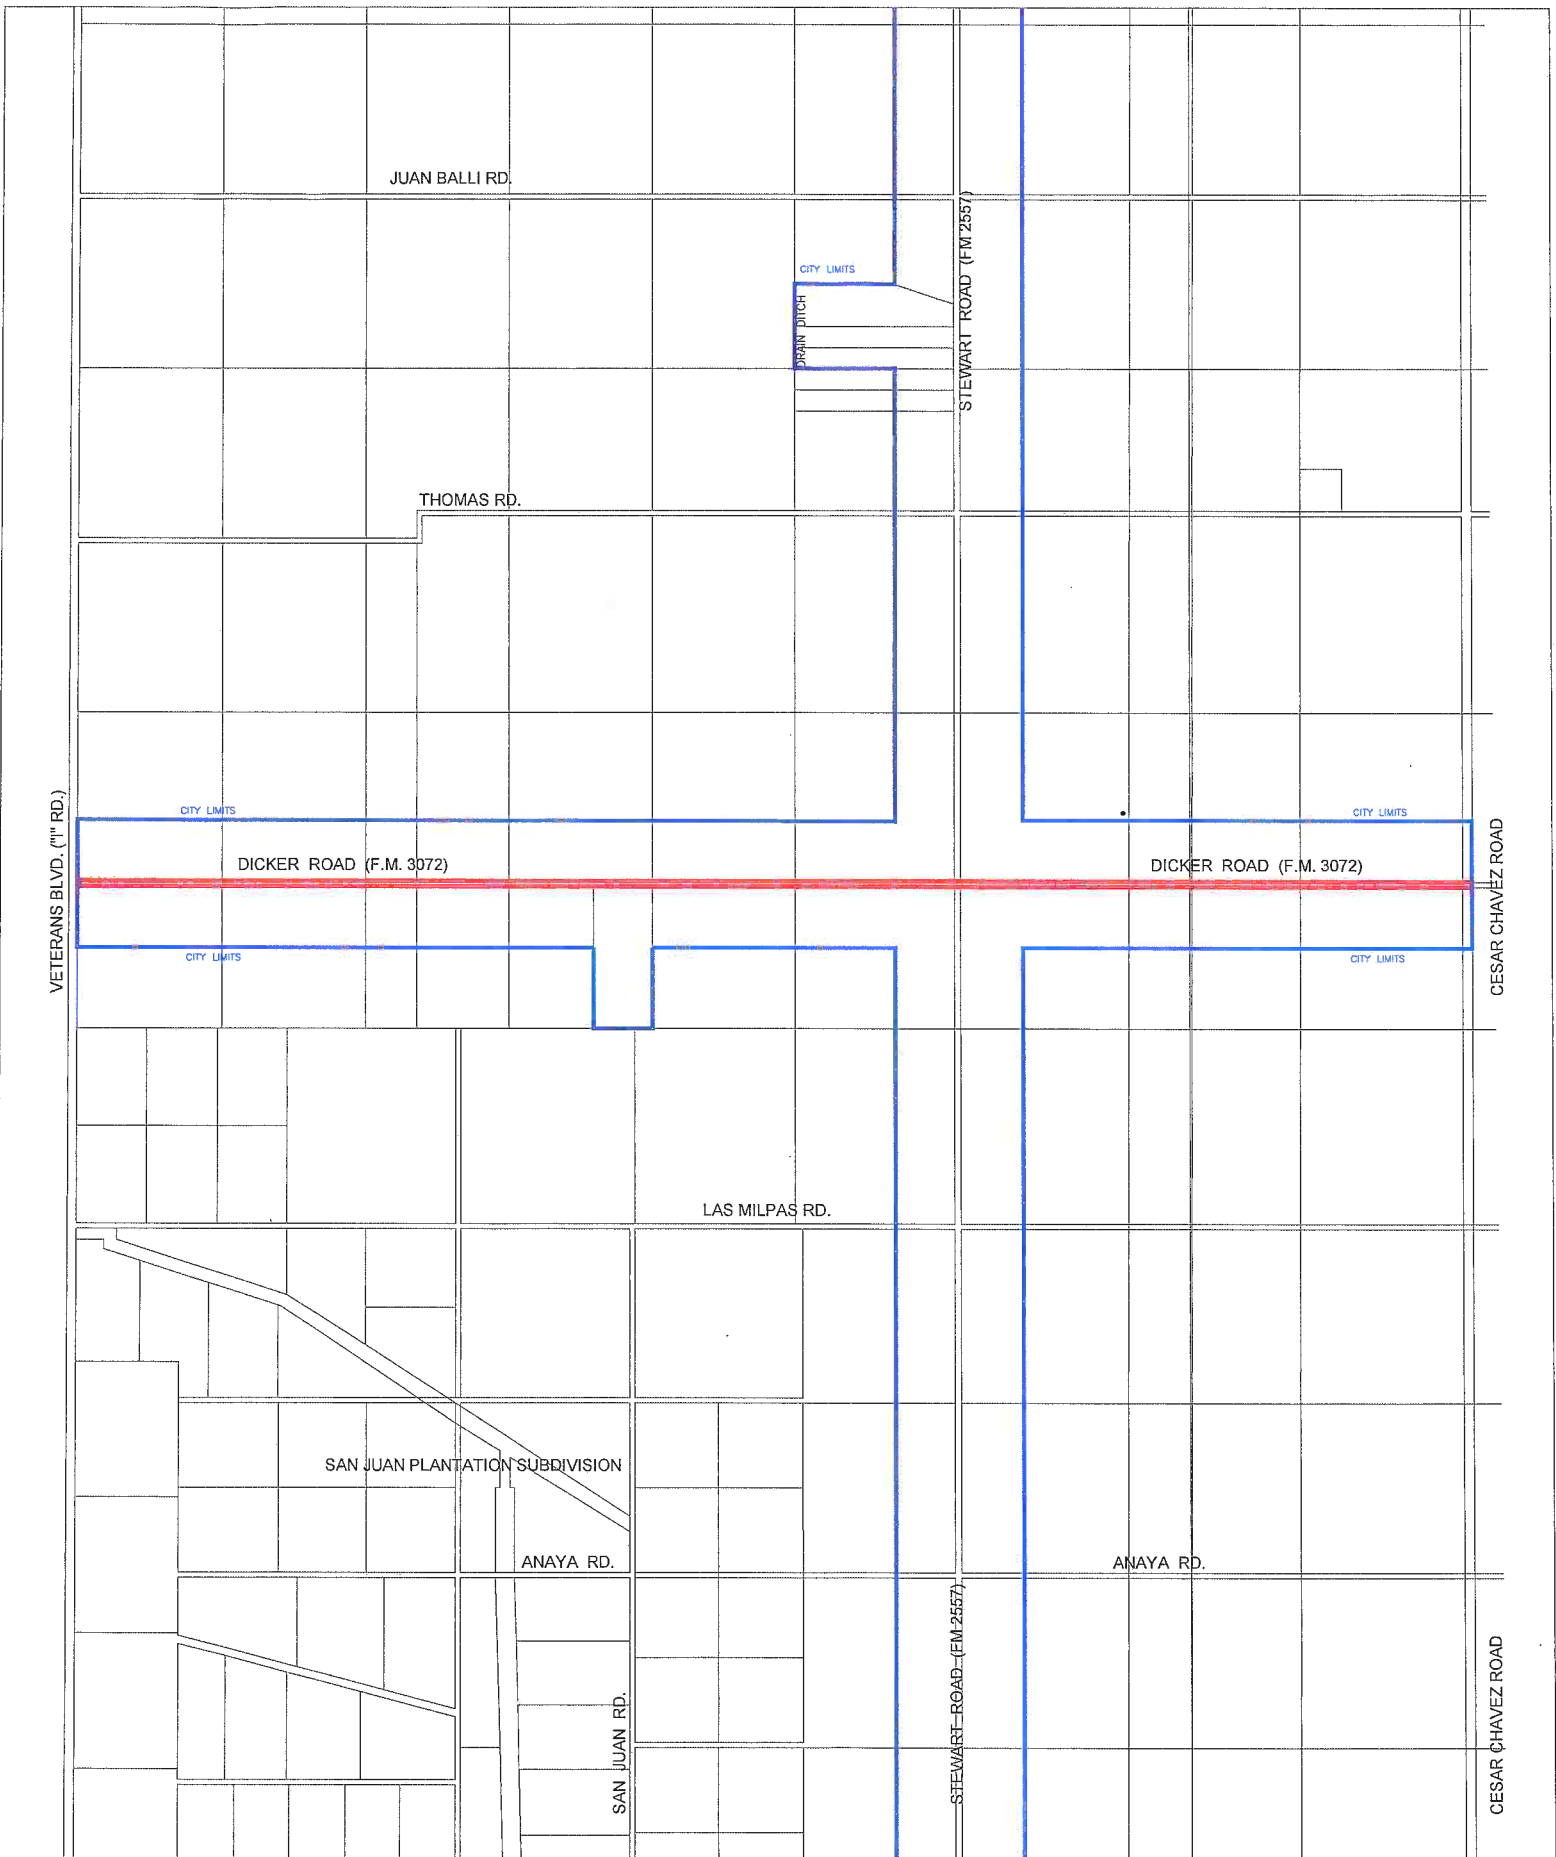 JUAN BALLI RD.
STEWART ROAD (FM 2557)
CITY LIMITS
DRAIN DITCH
THOMAS RD.
VETERANS BLVD. ("I" RD.)
CITY LIMITS
CITY LIMITS
DICKER ROAD (F.M. 3072)
DICKER ROAD (F.M. 3072)
CESAR CHAVEZ ROAD
CITY LIMITS
CITY LIMITS
LAS MILPAS RD.
SAN JUAN PLANTATION SUBDIVISION
ANAYA RD.
ANAYA RD.
SAN JUAN RD.
STEWART ROAD (FM 2557)
CESAR CHAVEZ ROAD